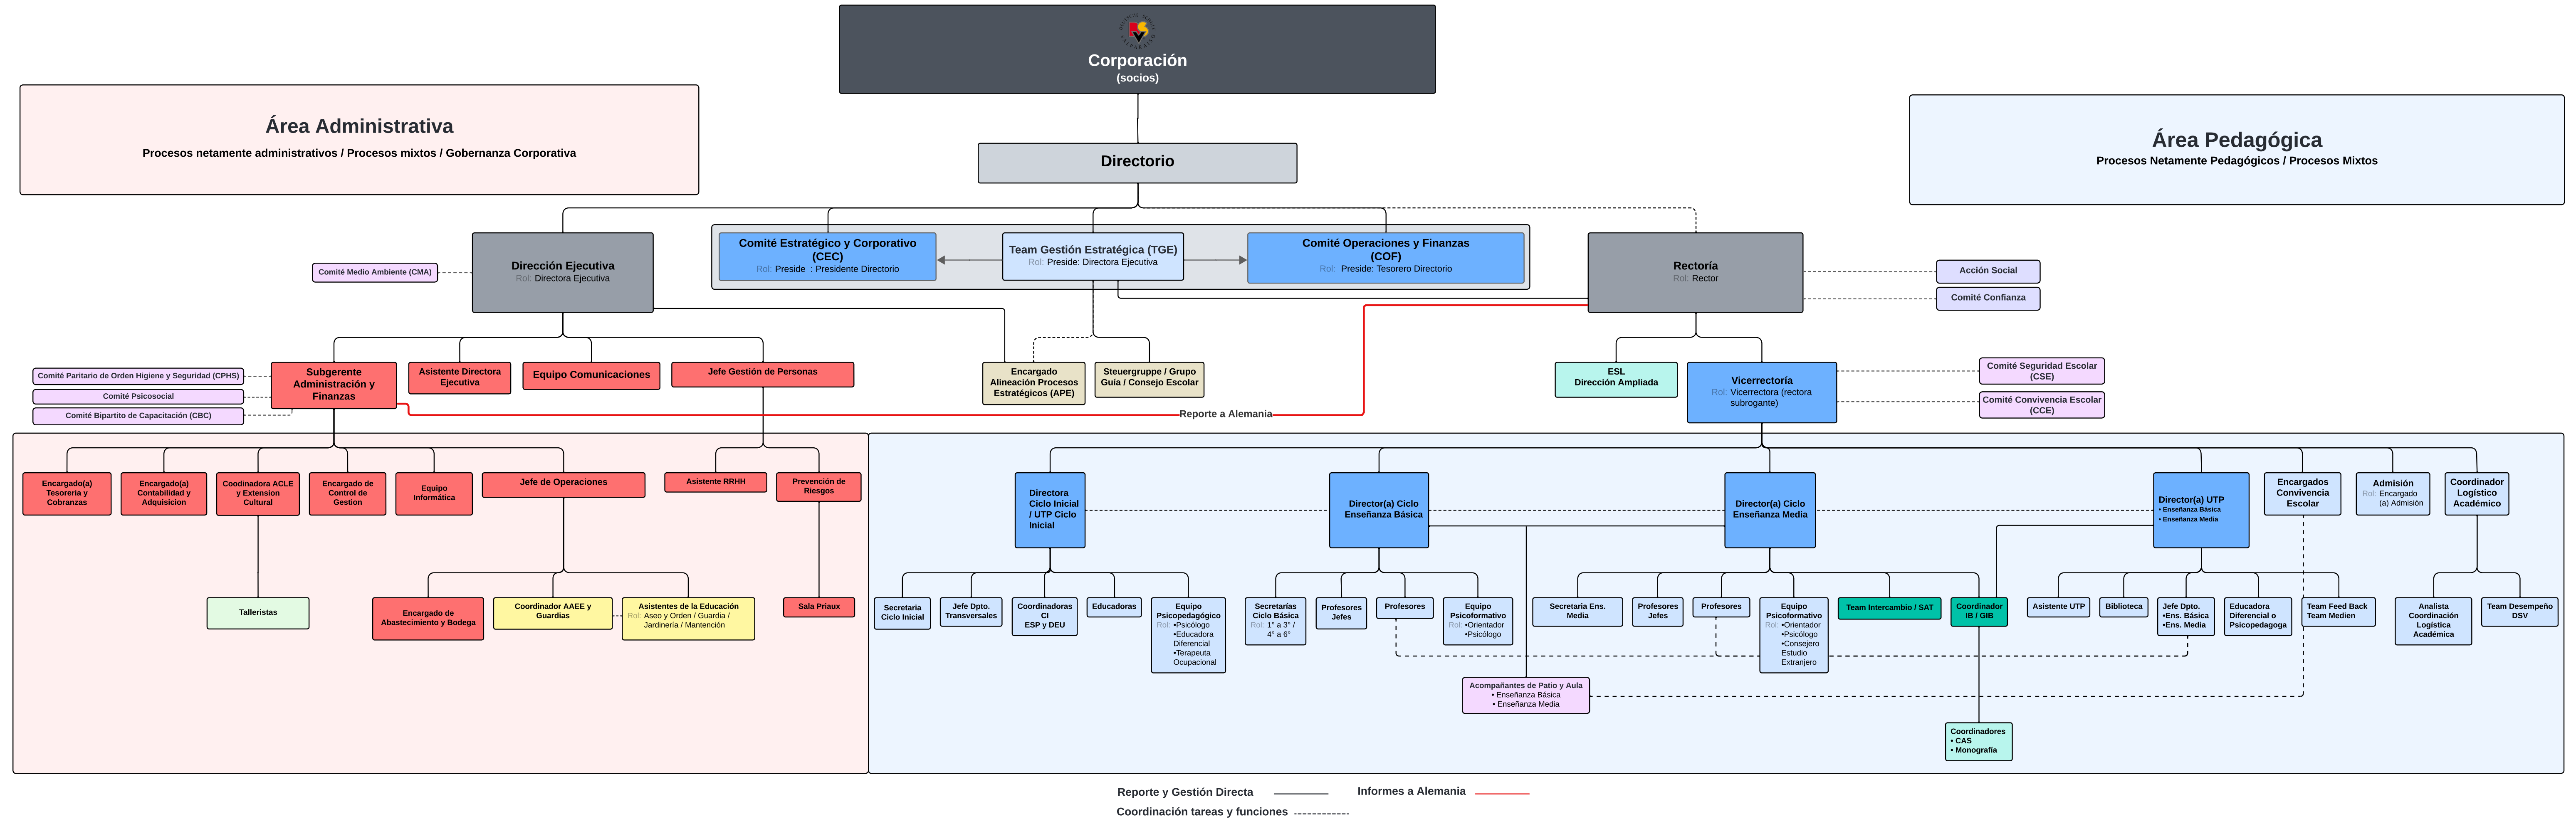 Corporación
(socios)
Área Administrativa
Procesos netamente administrativos / Procesos mixtos / Gobernanza Corporativa
Área Pedagógica
Procesos Netamente Pedagógicos / Procesos Mixtos
Directorio
Dirección Ejecutiva
Rol: Directora Ejecutiva
Comité Estratégico y Corporativo
(CEC)
Rol: Preside : Presidente Directorio
Team Gestión Estratégica (TGE)
Rol: Preside: Directora Ejecutiva
Comité Operaciones y Finanzas
(COF)
Rol: Preside: Tesorero Directorio
Rectoría
Rol: Rector
Comité Medio Ambiente (CMA)
Acción Social
Comité Confianza
Comité Paritario de Orden Higiene y Seguridad (CPHS)
Comité Psicosocial
Comité Bipartito de Capacitación (CBC)
Subgerente
Administración y
Finanzas
Asistente Directora
Ejecutiva
Equipo Comunicaciones
Jefe Gestión de Personas
Encargado
Alineación Procesos
Estratégicos (APE)
Steuergruppe / Grupo
Guía / Consejo Escolar
ESL
Dirección Ampliada
Vicerrectoría
Rol: Vicerrectora (rectora
subrogante)
Comité Seguridad Escolar
(CSE)
Comité Convivencia Escolar
(CCE)
Reporte a Alemania
Encargado(a)
Tesoreria y
Cobranzas
Encargado(a)
Contabilidad y
Adquisicion
Coodinadora ACLE
y Extension
Cultural
Encargado de
Control de
Gestion
Equipo
Informática
Jefe de Operaciones
Asistente RRHH
Prevención de
Riesgos
Directora
Ciclo Inicial
/ UTP Ciclo
Inicial
Director(a) Ciclo
Enseñanza Básica
Director(a) Ciclo
Enseñanza Media
Director(a) UTP
• Enseñanza Básica
• Enseñanza Media
Encargados
Convivencia
Escolar
Admisión
Rol: Encargado
(a) Admisión
Coordinador
Logístico
Académico
Talleristas
Encargado de
Abastecimiento y Bodega
Coordinador AAEE y
Guardias
Asistentes de la Educación
Rol: Aseo y Orden / Guardia /
Jardinería / Mantención
Sala Priaux
Secretaria
Ciclo Inicial
Jefe Dpto.
Transversales
Coordinadoras
CI
ESP y DEU
Educadoras
Equipo
Psicopedagógico
Rol: •Psicólogo
•Educadora
Diferencial
•Terapeuta
Ocupacional
Secretarías
Ciclo Básica
Rol: 1° a 3° /
4° a 6°
Profesores
Jefes
Profesores
Equipo
Psicoformativo
Rol: •Orientador
•Psicólogo
Secretaria Ens.
Media
Profesores
Jefes
Profesores
Equipo
Psicoformativo
Rol: •Orientador
•Psicólogo
•Consejero
Estudio
Extranjero
Team Intercambio / SAT
Coordinador
IB / GIB
Asistente UTP
Biblioteca
Jefe Dpto.
•Ens. Básica
•Ens. Media
Educadora
Diferencial o
Psicopedagoga
Team Feed Back
Team Medien
Analista
Coordinación
Logística
Académica
Team Desempeño
DSV
Acompañantes de Patio y Aula
• Enseñanza Básica
• Enseñanza Media
Coordinadores
• CAS
• Monografía
Reporte y Gestión Directa
Informes a Alemania
Coordinación tareas y funciones